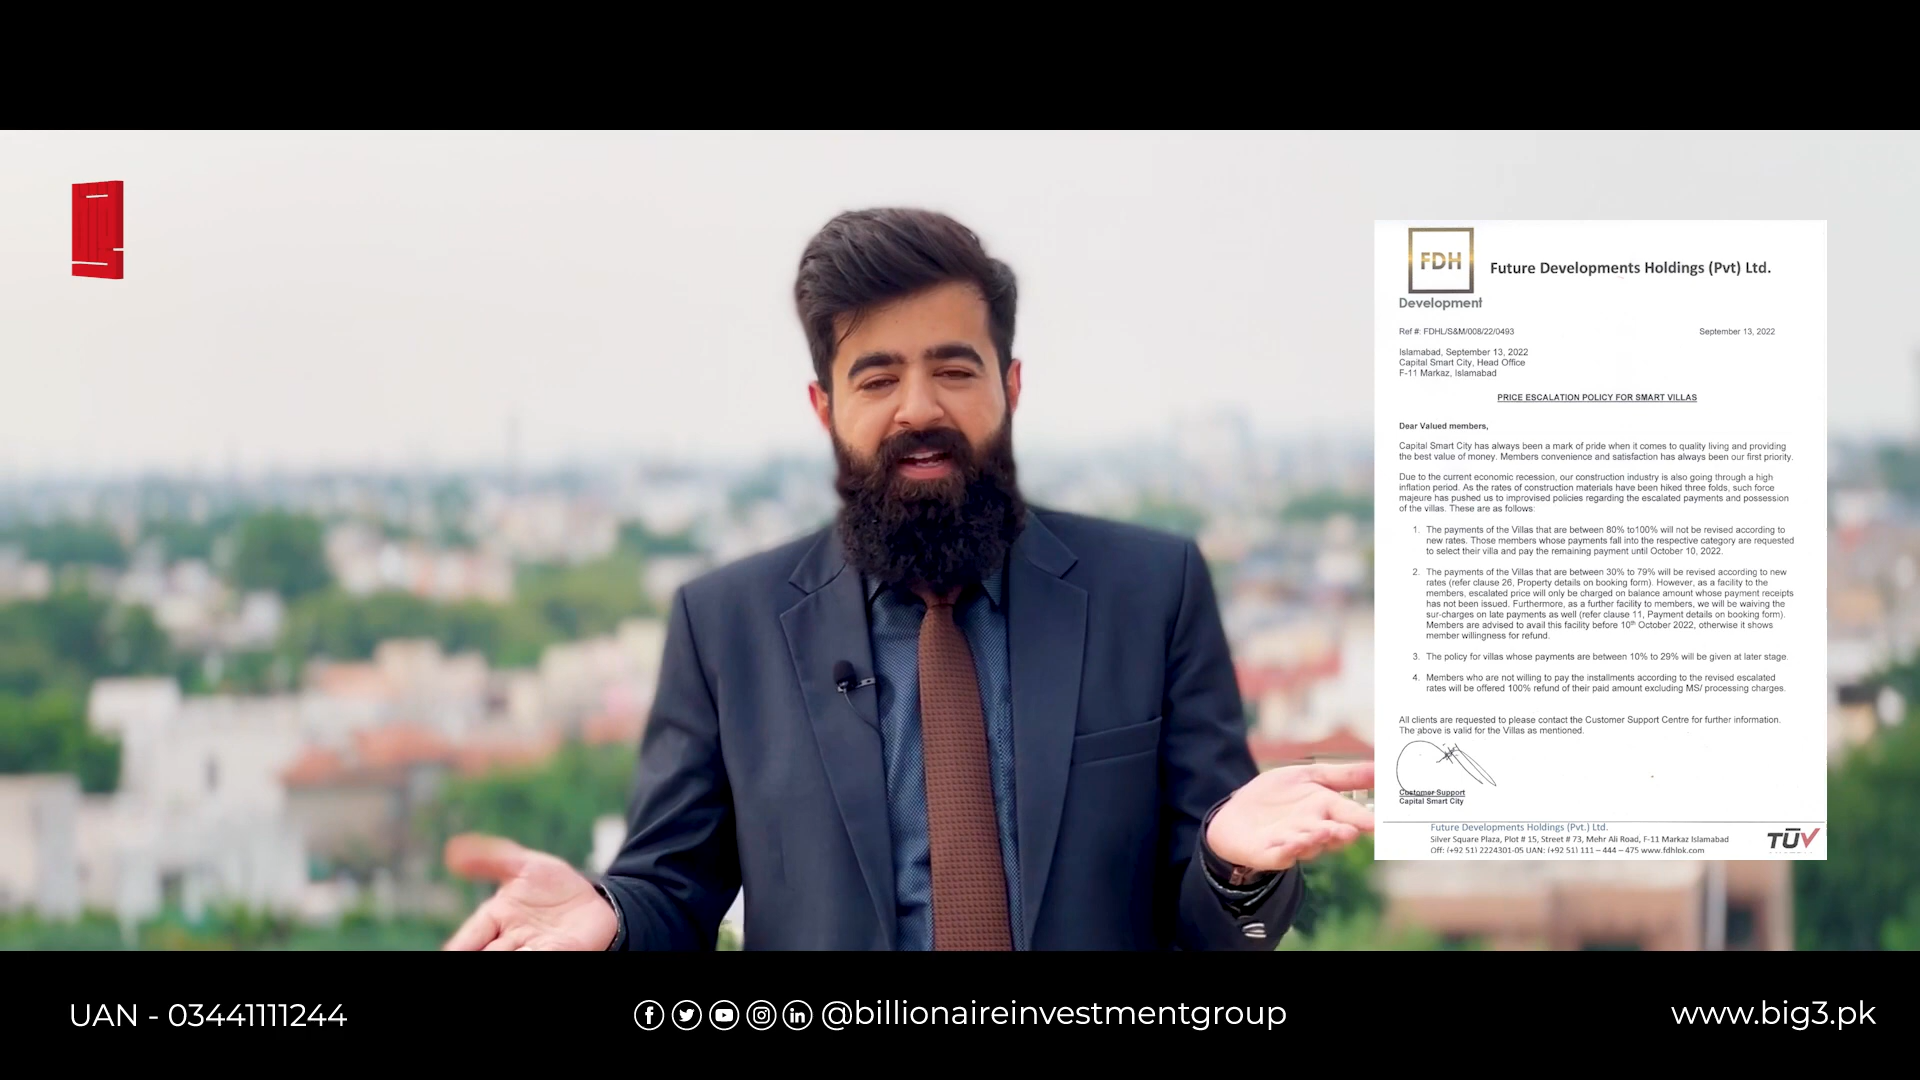 FDH
Development
Future Developments Holdings (Pvt) Ltd.
Ref #: FDHL/S&M/008/22/0493
September 13, 2022
Islamabad, September 13, 2022
Capital Smart City, Head Office
F-11 Markaz, Islamabad
PRICE ESCALATION POLICY FOR SMART VILLAS
Dear Valued members,
Capital Smart City has always been a mark of pride when it comes to quality living and providing
the best value of money. Members convenience and satisfaction has always been our first priority.
Due to the current economic recession, our construction industry is also going through a high
inflation period. As the rates of construction materials have been hiked three folds, such force
majeure has pushed us to improvised policies regarding the escalated payments and possession
of the villas. These are as follows:
1. The payments of the Villas that are between 80% to100% will not be revised according to
new rates. Those members whose payments fall into the respective category are requested
to select their villa and pay the remaining payment until October 10, 2022.
2. The payments of the Villas that are between 30% to 79% will be revised according to new
rates (refer clause 26, Property details on booking form). However, as a facility to the
members, escalated price will only be charged on balance amount whose payment receipts
has not been issued. Furthermore, as a further facility to members, we will be waiving the
sur-charges on late payments as well (refer clause 11, Payment details on booking form).
Members are advised to avail this facility before 10th October 2022, otherwise it shows
member willingness for refund.
3. The policy for villas whose payments are between 10% to 29% will be given at later stage.
4. Members who are not willing to pay the installments according to the revised escalated
rates will be offered 100% refund of their paid amount excluding MS/ processing charges.
All clients are requested to please contact the Customer Support Centre for further information.
The above is valid for the Villas as mentioned.
Customer Support
Capital Smart City
Future Developments Holdings (Pvt.) Ltd.
Silver Square Plaza, Plot # 15, Street # 73, Mehr Ali Road, F-11 Markaz Islamabad
Off: (+92 51) 2224301-05 UAN: (+92 51) 111 – 444 – 475 www.fdhlok.com
TÜV
UAN - 03441111244
@billionaireinvestmentgroup
www.big3.pk